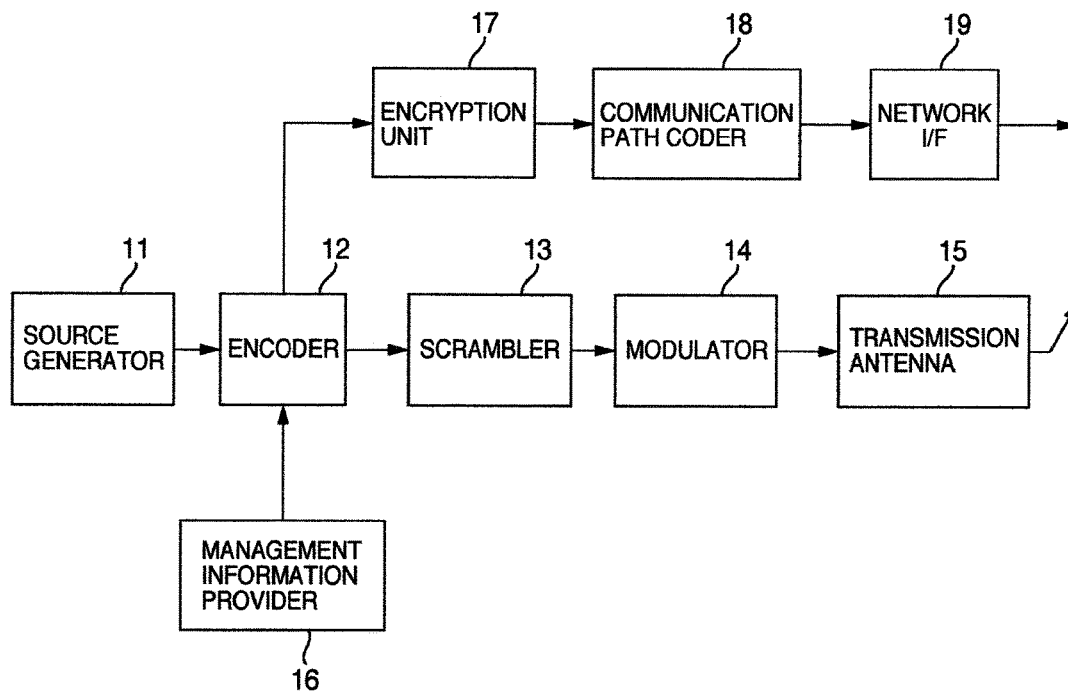 17
18
19
ENCRYPTION
UNIT
COMMUNICATION
PATH CODER
NETWORK
I/F
11
12
13
14
15
SOURCE
GENERATOR
ENCODER
SCRAMBLER
MODULATOR
TRANSMISSION
ANTENNA
MANAGEMENT
INFORMATION
PROVIDER
16